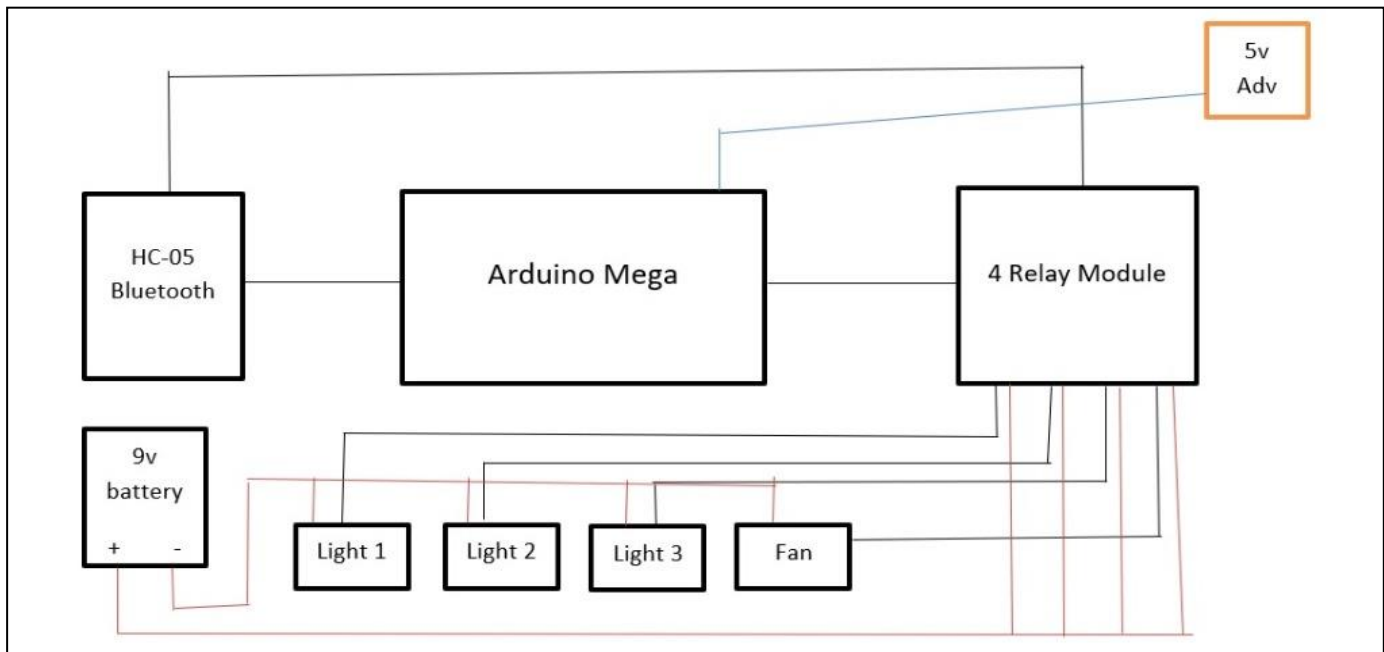 5v
Adv
HC-05
Bluetooth
Arduino Mega
4 Relay Module
9v
battery
+ -
Light 1
Light 2
Light 3
Fan